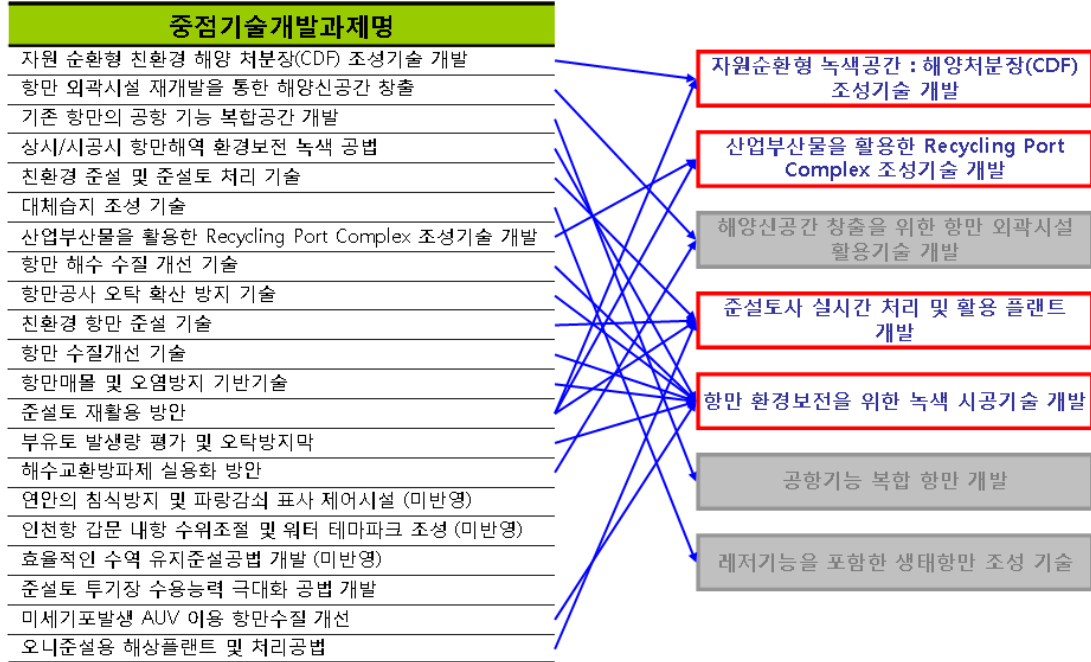 중점기술개발과제명
자원 순환형 친환경 해양 처분장(CDF) 조성기술 개발
항만 외곽시설 재개발을 통한 해양신공간 창출
기존 항만의 공항 기능 복합공간 개발
상시/시공시 항만해역 환경보전 녹색 공법
친환경 준설 및 준설토 처리 기술
대체습지 조성 기술
산업부산물을 활용한 Recycling Port Complex 조성기술 개발
항만 해수 수질 개선 기술
항만공사 오탁 확산 방지 기술
친환경 항만 준설 기술
항만 수질개선 기술
항만매몰 및 오염방지 기반기술
준설토 재활용 방안
부유토 발생량 평가 및 오탁방지막
해수교환방파제 실용화 방안
연안의 침식방지 및 파랑감쇠 표사 제어시설 (미반영)
인천항 갑문 내항 수위조절 및 워터 테마파크 조성 (미반영)
효율적인 수역 유지준설공법 개발 (미반영)
준설토 투기장 수용능력 극대화 공법 개발
미세기포발생 AUV 이용 항만수질 개선
오니준설용 해상플랜트 및 처리공법
자원순환형 녹색공간 : 해양처분장(CDF)
조성기술 개발
산업부산물을 활용한 Recycling Port
Complex 조성기술 개발
해양신공간 창출을 위한 항만 외곽시설
활용기술 개발
준설토사 실시간 처리 및 활용 플랜트
개발
항만 환경보전을 위한 녹색 시공기술 개발
공항기능 복합 항만 개발
레저기능을 포함한 생태항만 조성 기술